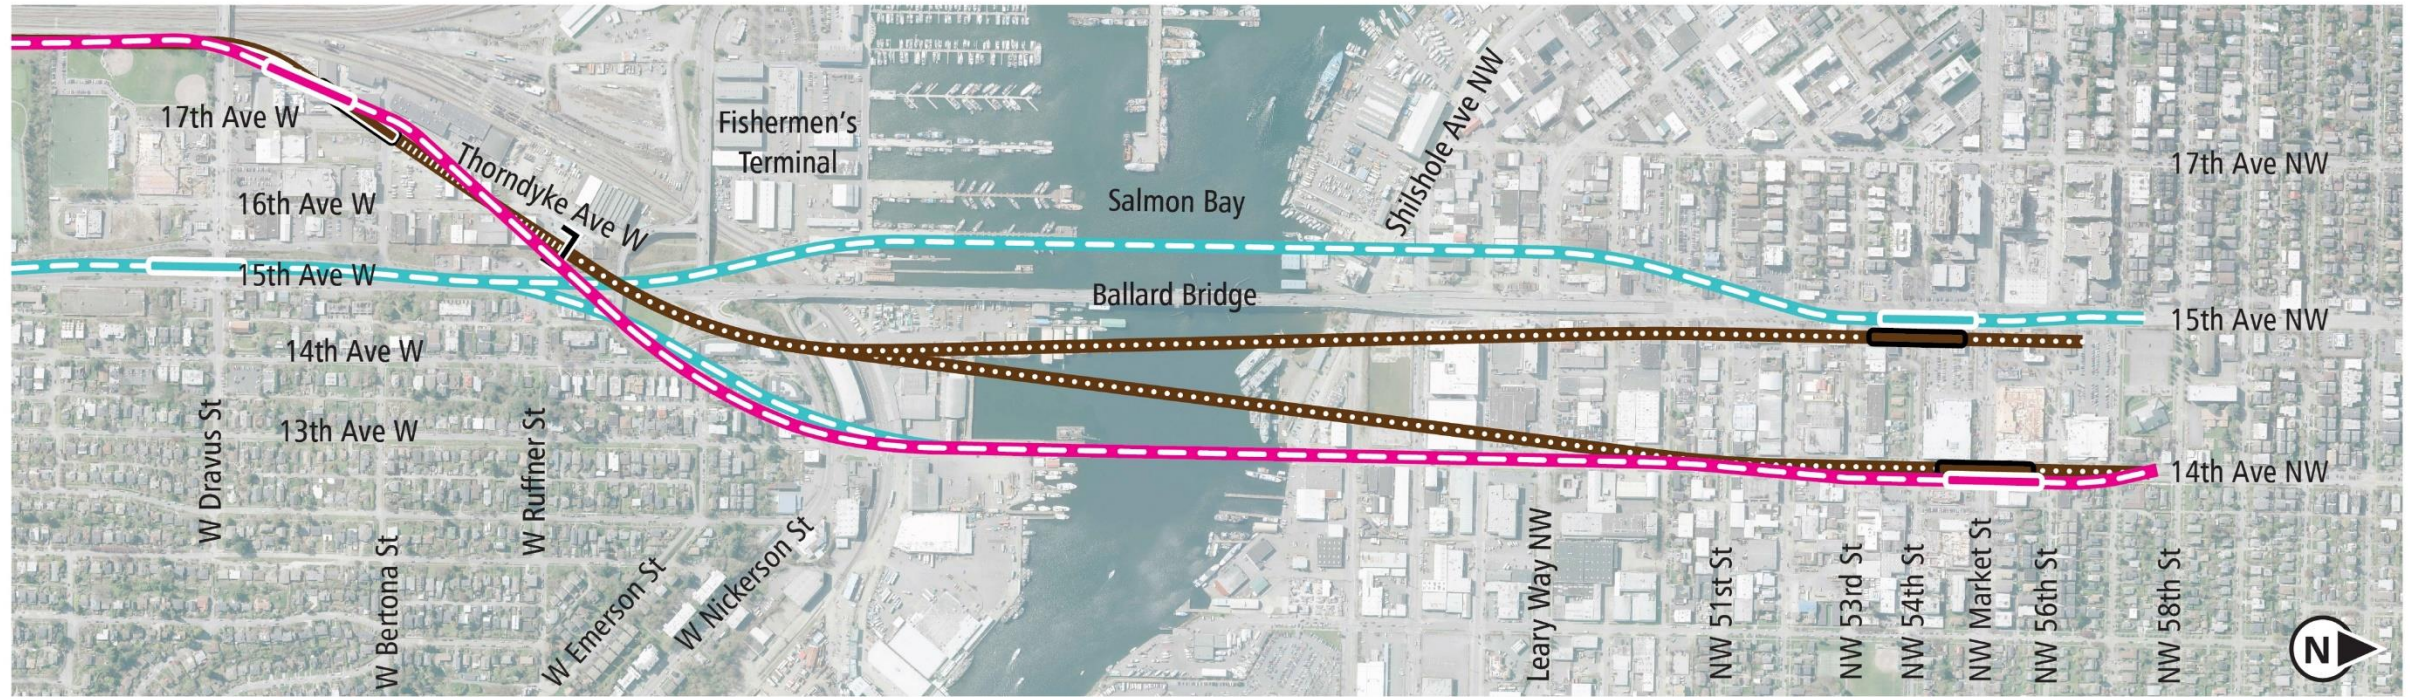 17th Ave W
16th Ave W
15th Ave W
14th Ave W
13th Ave W
Thorndyke Ave W
Fishermen's
Terminal
Salmon Bay
Ballard Bridge
Shilshole Ave NW
17th Ave NW
15th Ave NW
14th Ave NW
W Dravus St
W Bertona St
W Ruffner St
W Emerson St
W Nickerson St
Leary Way NW
NW 51st St
NW 53rd St
NW 54th St
NW Market St
NW 56th St
NW 58th St
N